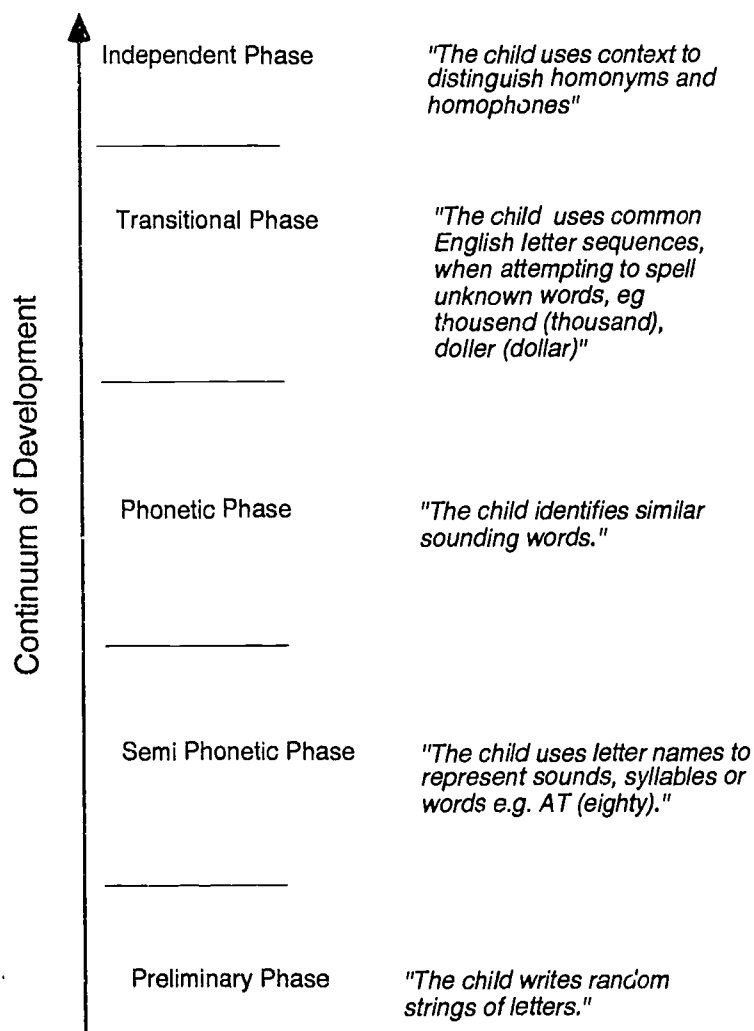 Independent Phase
"The child uses context to
distinguish homonyms and
homophones"
Transitional Phase
"The child uses common
English letter sequences,
when attempting to spell
unknown words, eg
thousend (thousand),
doller (dollar)"
Continuum of Development
Phonetic Phase
"The child identifies similar
sounding words."
Semi Phonetic Phase
"The child uses letter names to
represent sounds, syllables or
words e.g. AT (eighty)."
Preliminary Phase
"The child writes random
strings of letters."